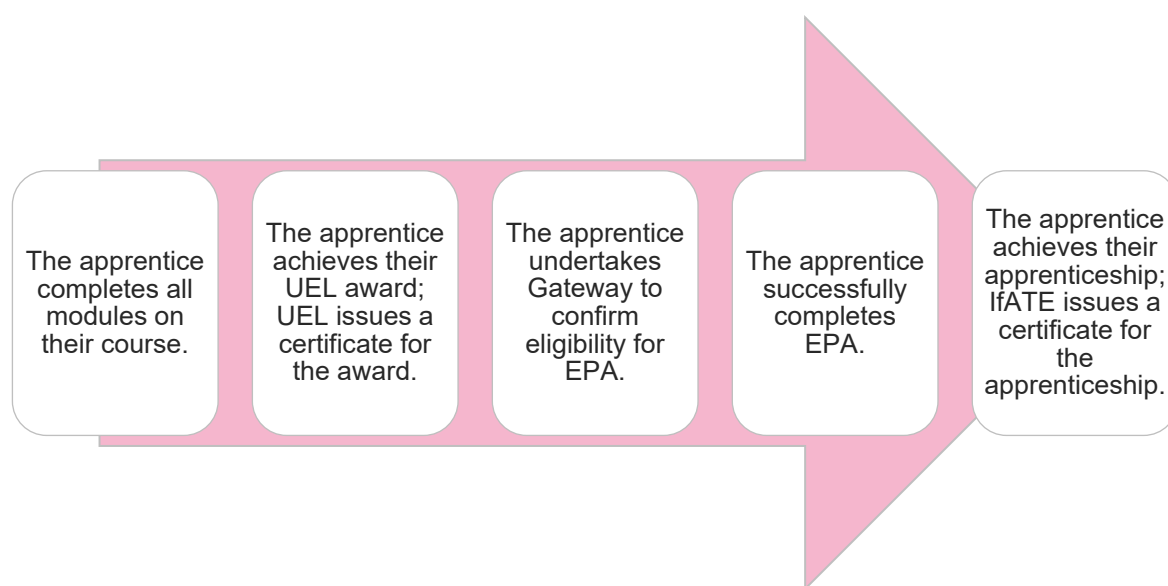 The apprentice
completes all
modules on
their course.
The apprentice
achieves their
UEL award;
UEL issues a
certificate for
the award.
The apprentice
undertakes
Gateway to
confirm
eligibility for
EPA.
The apprentice
successfully
completes
EPA.
The apprentice
achieves their
apprenticeship;
IfATE issues a
certificate for
the
apprenticeship.